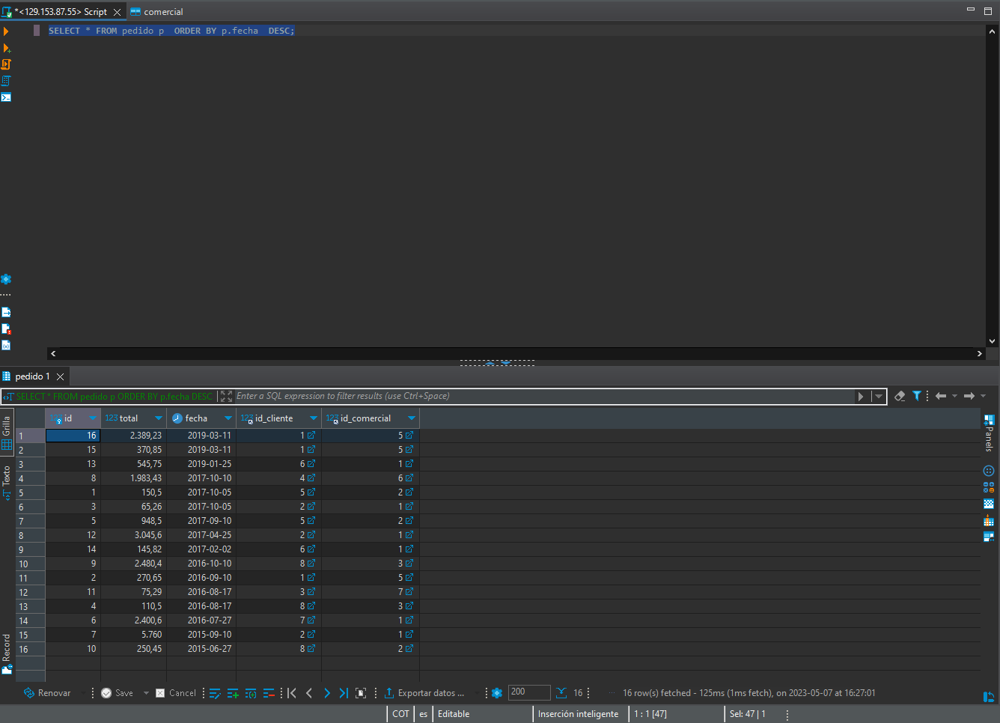 *<129.153.87.55> Script
comercial
SELECT * FROM pedido p  ORDER BY p.fecha  DESC;
pedido 1
SELECT * FROM pedido p ORDER BY p.fecha DESC
Enter a SQL expression to filter results (use Ctrl+Space)
Grilla
Texto
Record
Panels
123 id 123 total fecha 123 id_cliente 123 id_comercial
1 16 2.389,23 2019-03-11 1 5
2 15 370,85 2019-03-11 1 5
3 13 545,75 2019-01-25 6 1
4 8 1.983,43 2017-10-10 4 6
5 1 150,5 2017-10-05 5 2
6 3 65,26 2017-10-05 2 1
7 5 948,5 2017-09-10 5 2
8 12 3.045,6 2017-04-25 2 1
9 14 145,82 2017-02-02 6 1
10 9 2.480,4 2016-10-10 8 3
11 2 270,65 2016-09-10 1 5
12 11 75,29 2016-08-17 3 7
13 4 110,5 2016-08-17 8 3
14 6 2.400,6 2016-07-27 7 1
15 7 5.760 2015-09-10 2 1
16 10 250,45 2015-06-27 8 2
Renovar Save Cancel Exportar datos ... 200 16 16 row(s) fetched - 125ms (1ms fetch), on 2023-05-07 at 16:27:01
COT es Editable Inserción inteligente 1 : 1 [47] Sel: 47 | 1